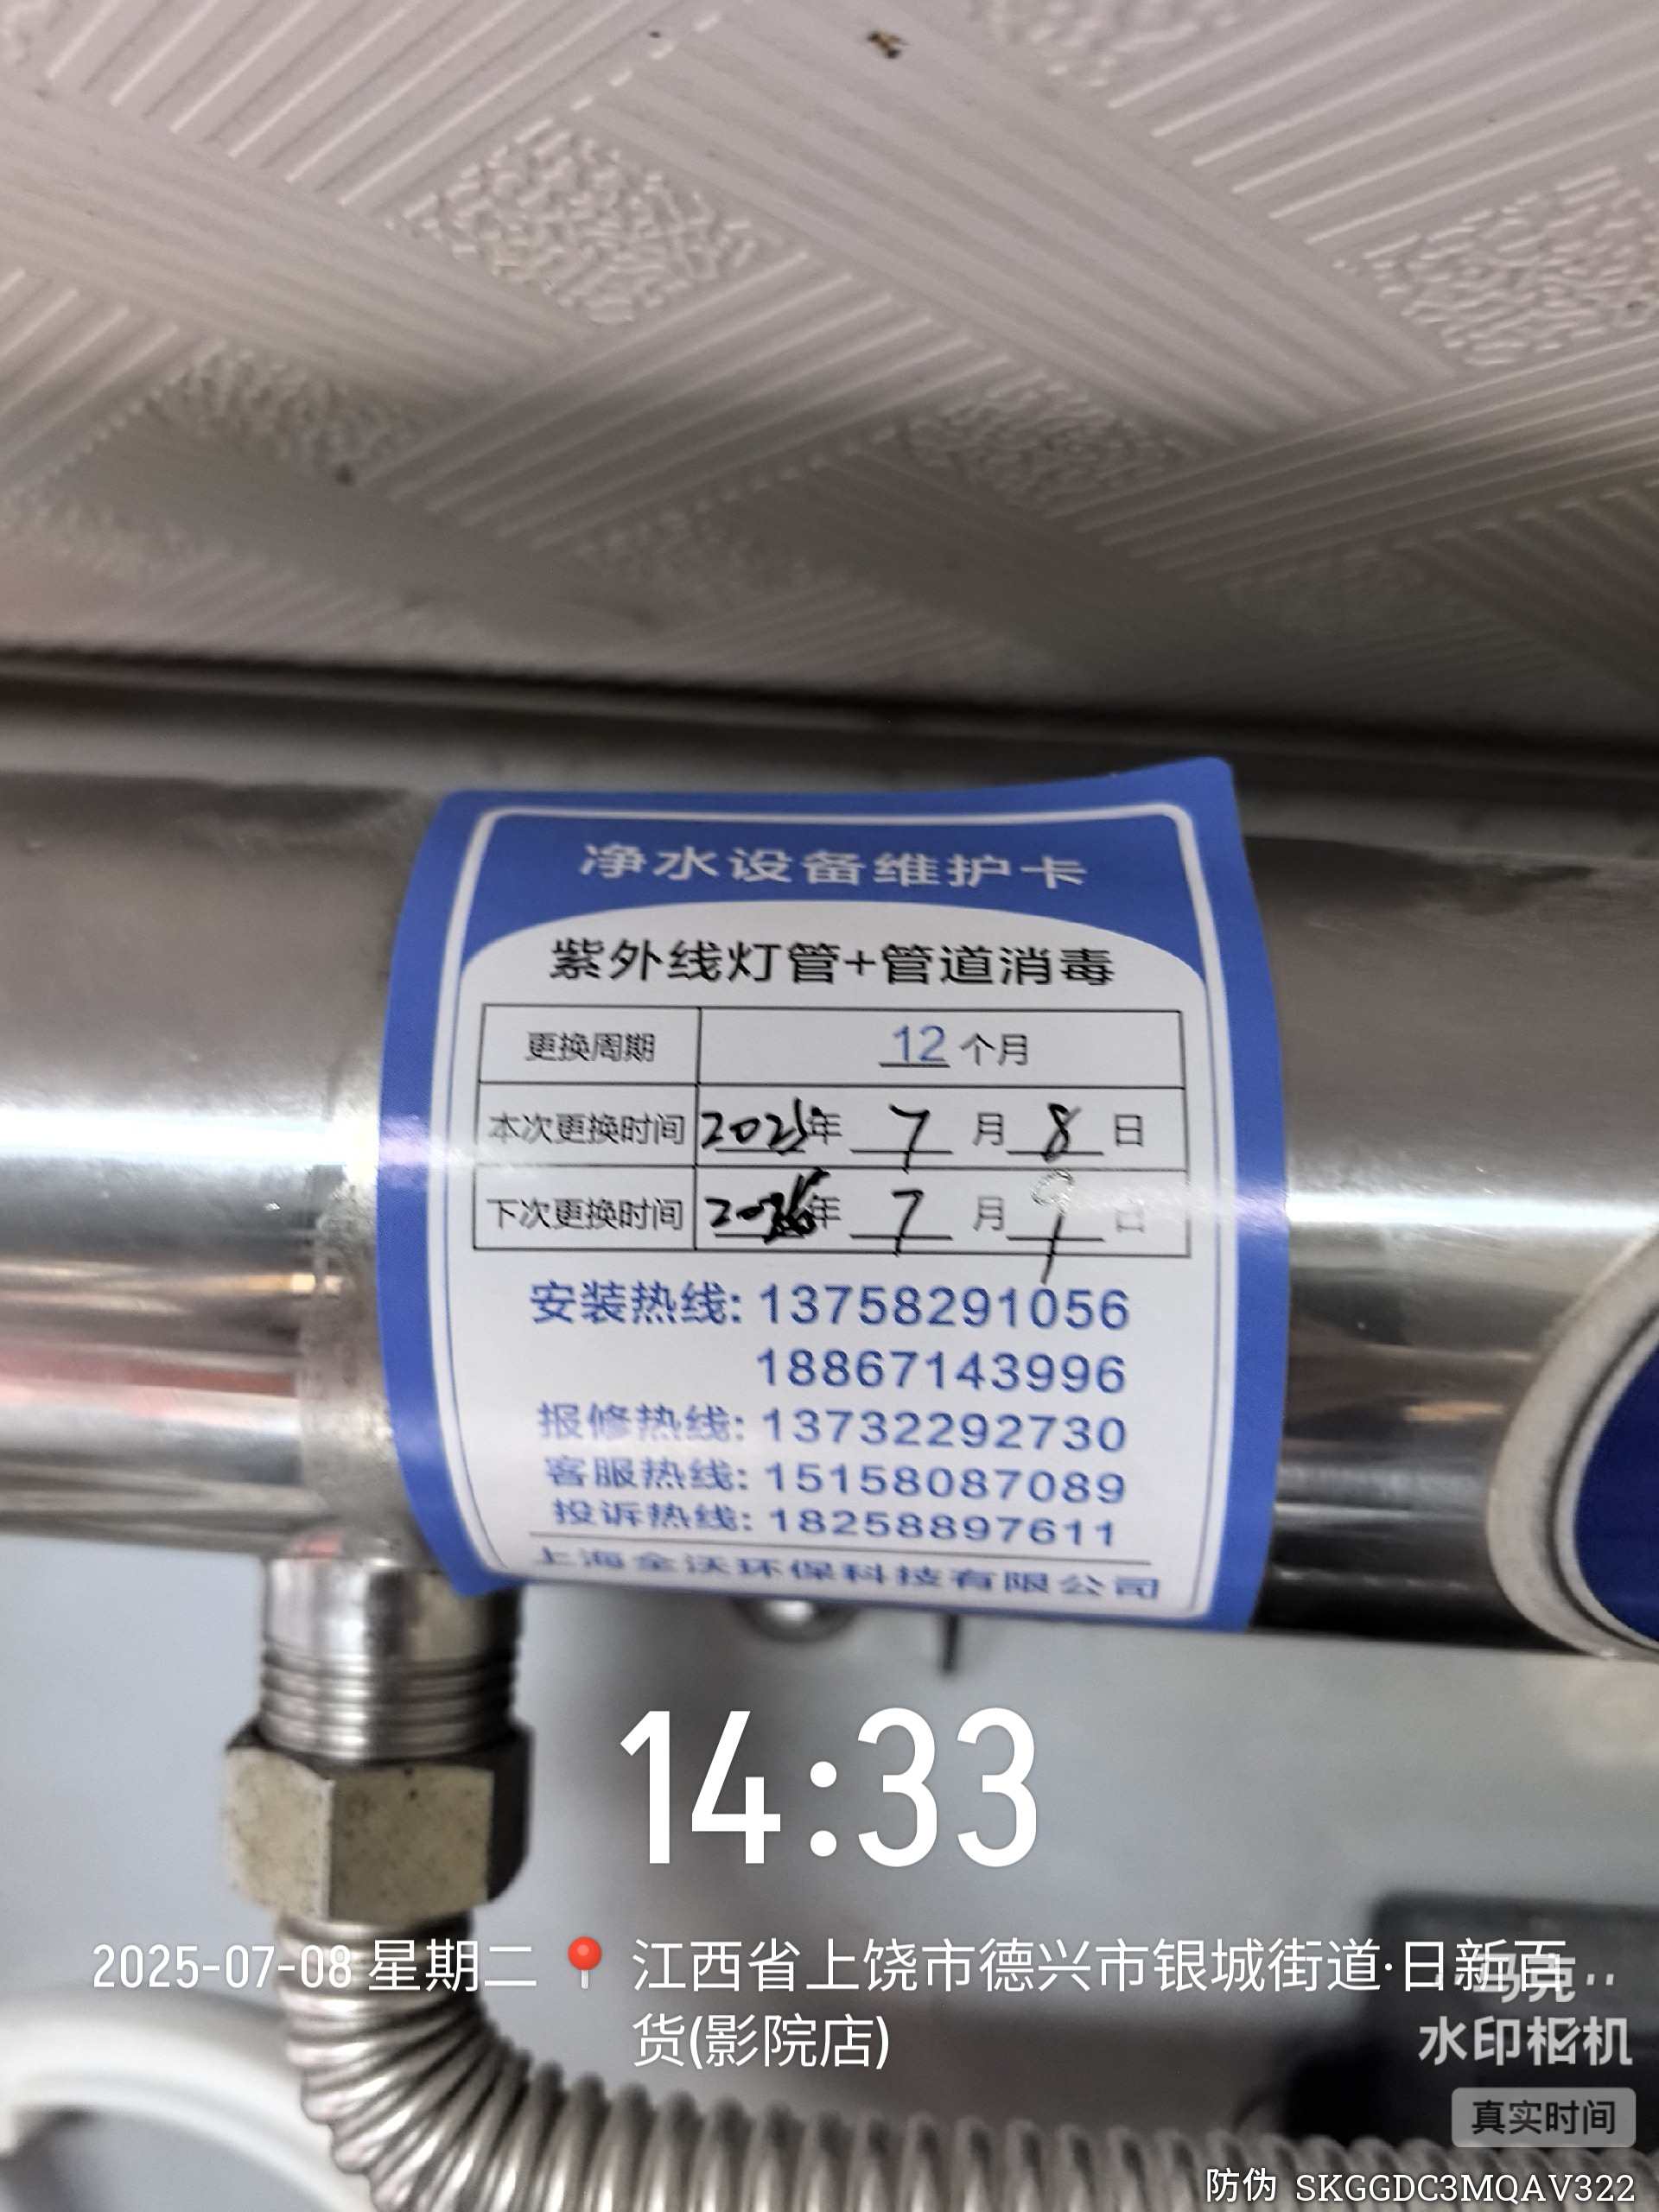 净水设备维护卡
紫外线灯管+管道消毒
更换周期 12 个月
本次更换时间 2025年 7 月 8 日
下次更换时间 2026年 7 月 9 日
安装热线: 13758291056
18867143996
报修热线: 13732292730
客服热线: 15158087089
投诉热线: 18258897611
上海全沃环保科技有限公司
14:33
2025-07-08 星期二 江西省上饶市德兴市银城街道·日新百
货(影院店)
马克
水印相机
真实时间
防伪 SKGGDC3MQAV322